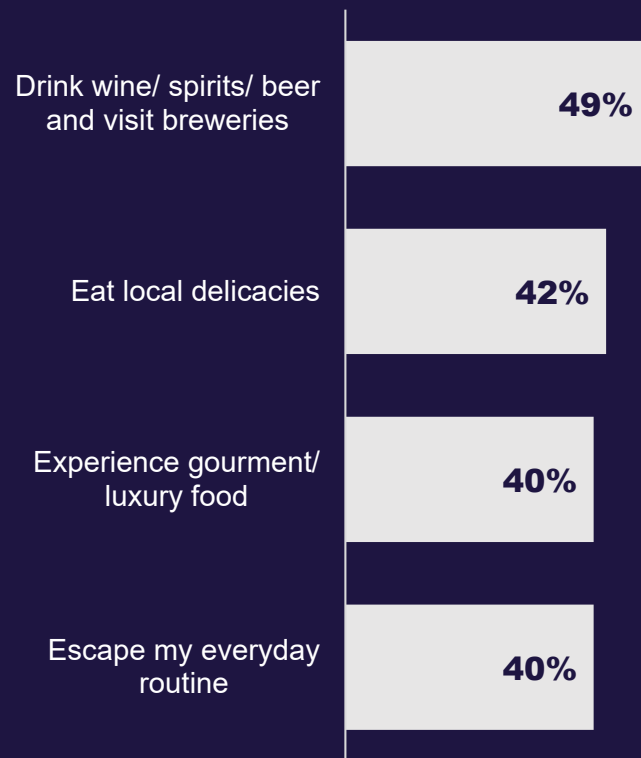 Drink wine/ spirits/ beer
and visit breweries
49%
Eat local delicacies
42%
Experience gourment/
luxury food
40%
Escape my everyday
routine
40%